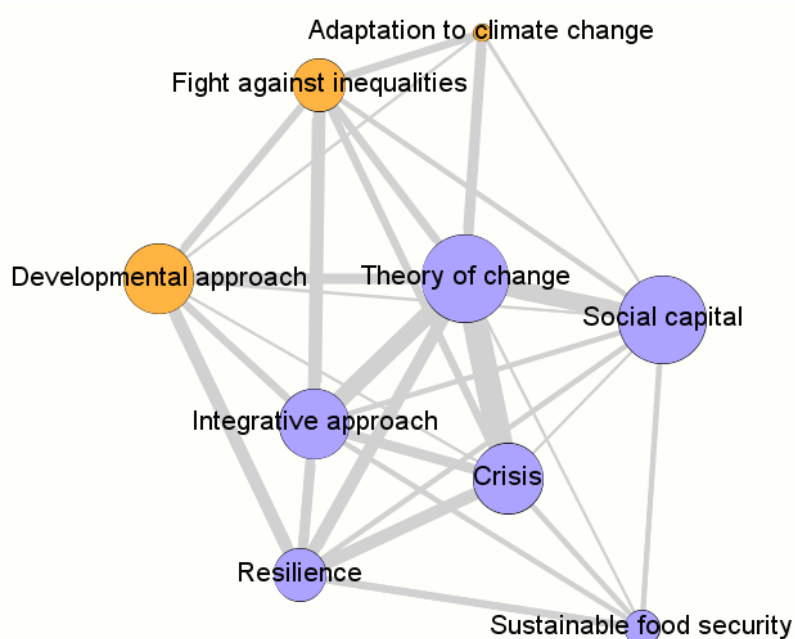 Adaptation to climate change
Fight against inequalities
Developmental approach
Theory of change
Social capital
Integrative approach
Crisis
Resilience
Sustainable food security